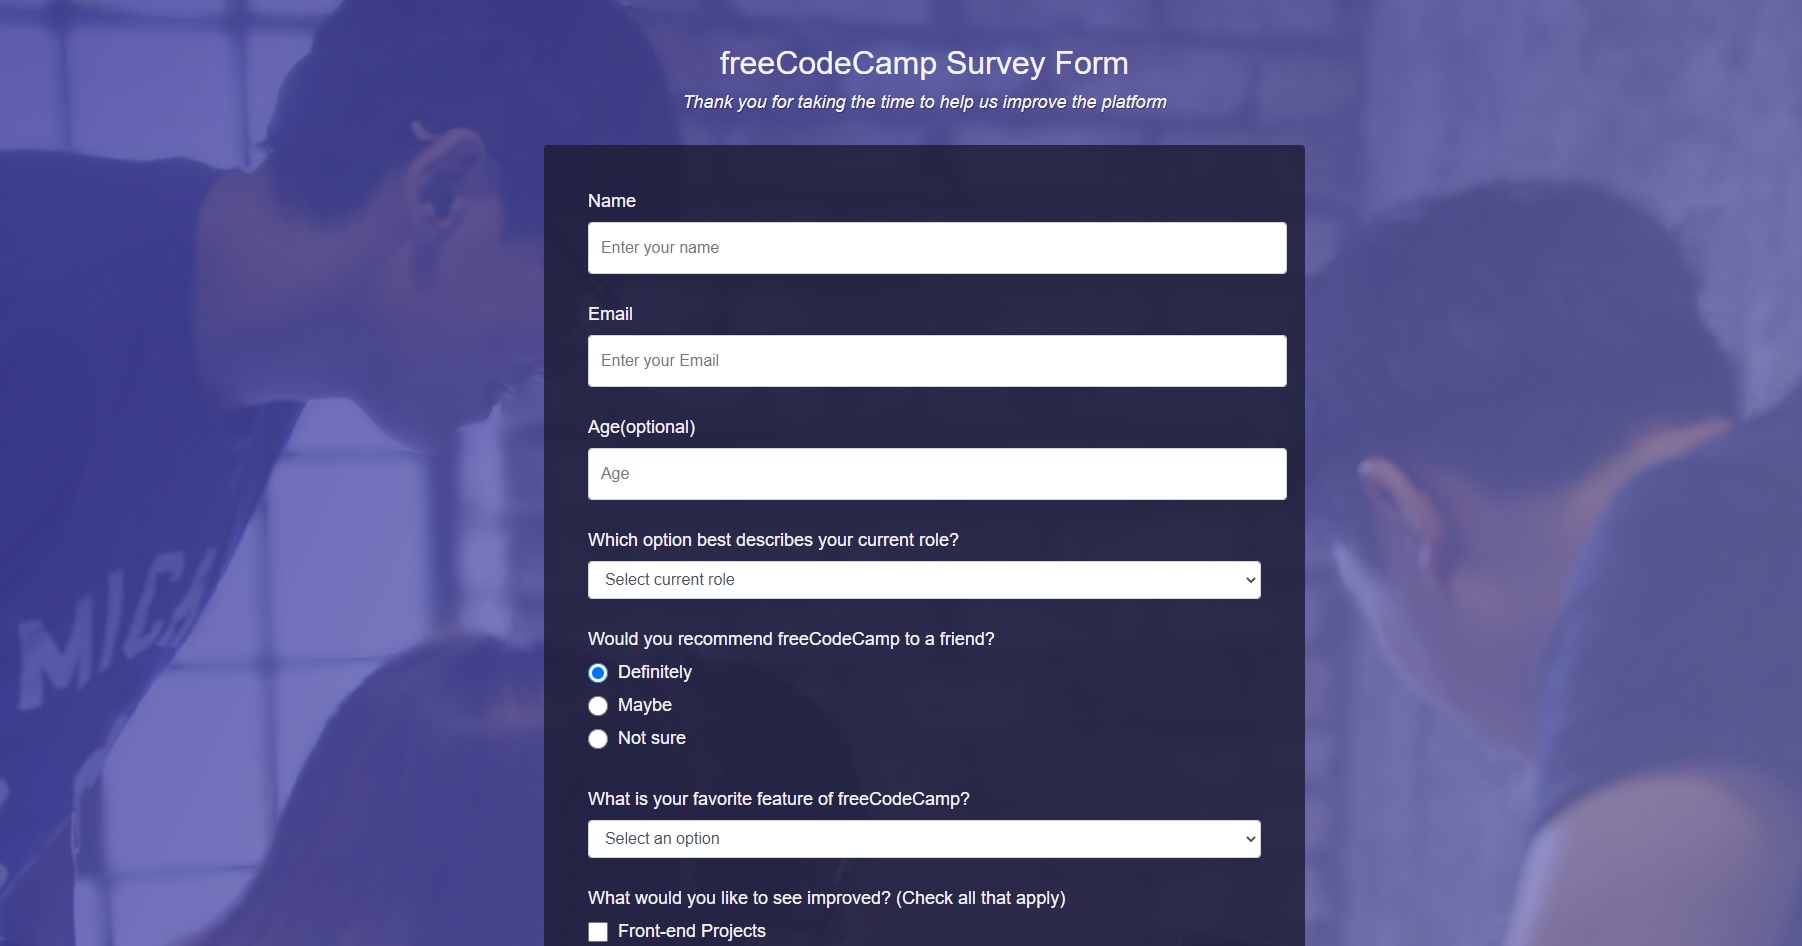 freeCodeCamp Survey Form
Thank you for taking the time to help us improve the platform
Name
Enter your name
Email
Enter your Email
Age(optional)
Age
Which option best describes your current role?
Select current role
Would you recommend freeCodeCamp to a friend?
Definitely
Maybe
Not sure
What is your favorite feature of freeCodeCamp?
Select an option
What would you like to see improved? (Check all that apply)
Front-end Projects